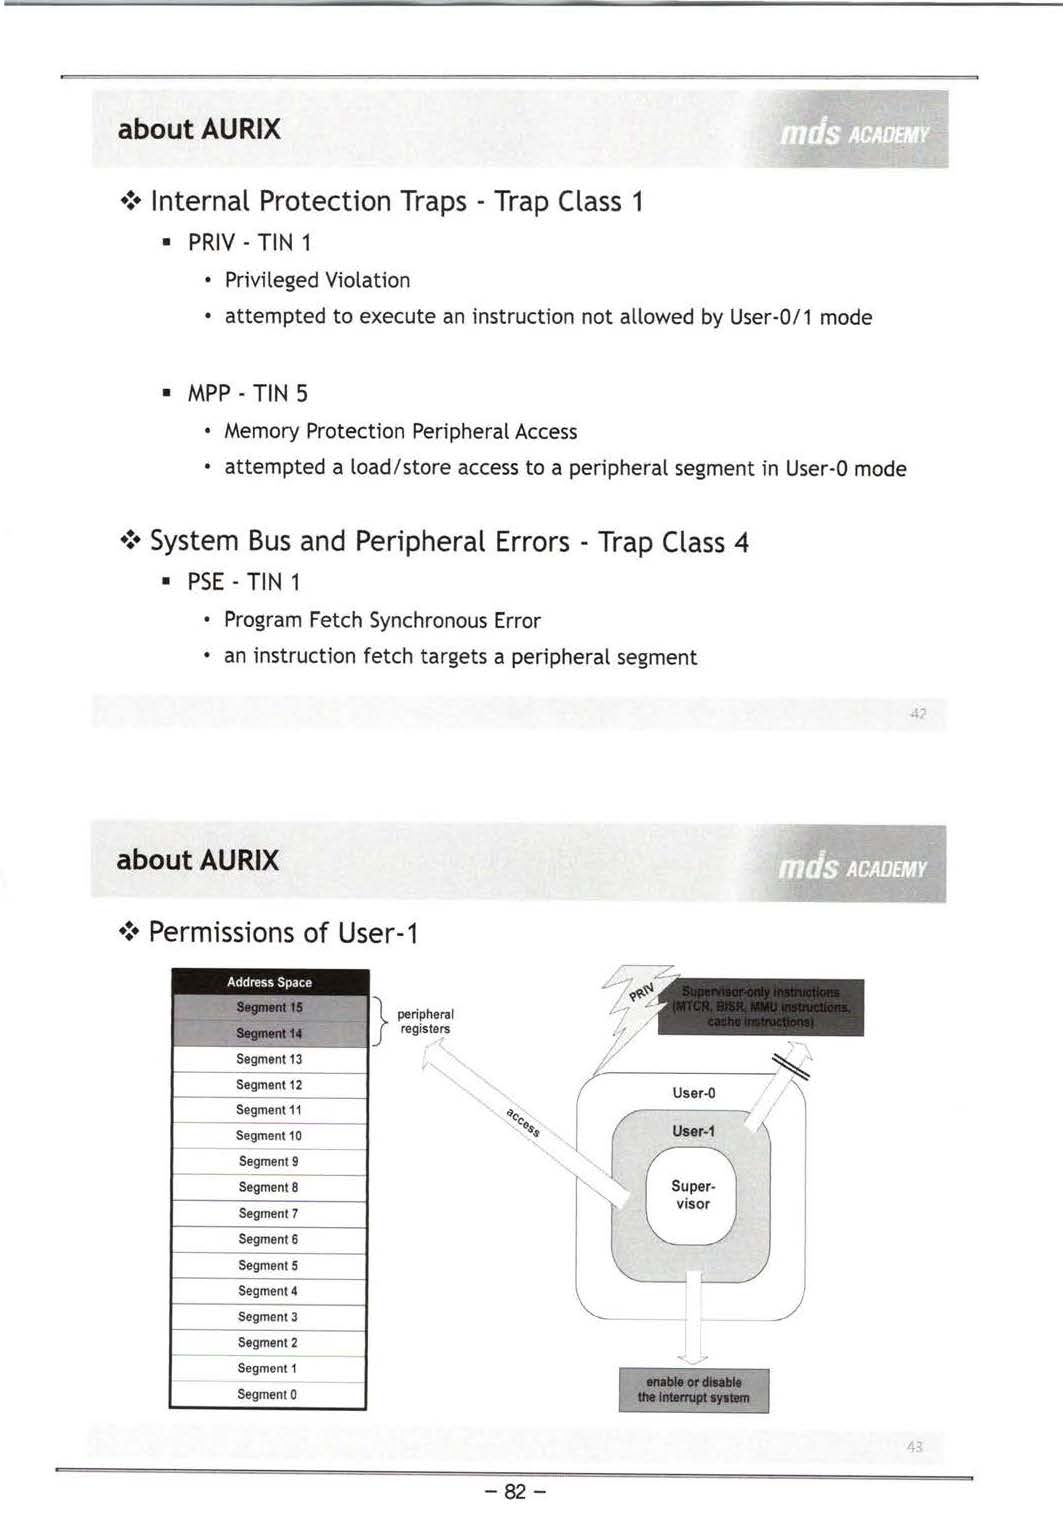 about AURIX
mds ACADEMY
❖ Internal Protection Traps - Trap Class 1
▪ PRIV - TIN 1
• Privileged Violation
• attempted to execute an instruction not allowed by User-0/1 mode
▪ MPP - TIN 5
• Memory Protection Peripheral Access
• attempted a load/store access to a peripheral segment in User-0 mode
❖ System Bus and Peripheral Errors - Trap Class 4
▪ PSE - TIN 1
• Program Fetch Synchronous Error
• an instruction fetch targets a peripheral segment
42
about AURIX
mds ACADEMY
❖ Permissions of User-1
Address Space
Segment 15
Segment 14
Segment 13
Segment 12
Segment 11
Segment 10
Segment 9
Segment 8
Segment 7
Segment 6
Segment 5
Segment 4
Segment 3
Segment 2
Segment 1
Segment 0
peripheral
registers
access
PRIV
Supervisor-only instructions
(MTCR, BISR, MMU instructions,
cache instructions)
User-0
User-1
Super-
visor
enable or disable
the interrupt system
43
- 82 -